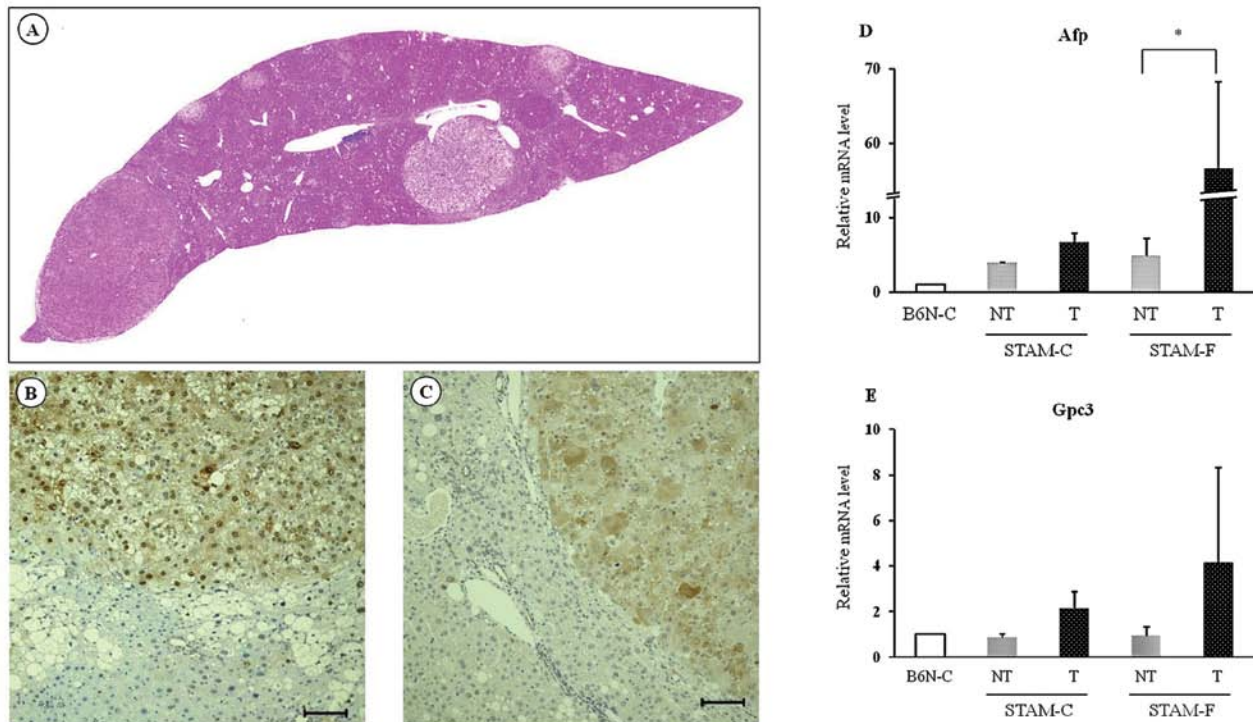 A
B
C
D
Afp
*
Relative mRNA level
70
60
10
0
B6N-C
NT
T
NT
T
STAM-C
STAM-F
E
Gpc3
Relative mRNA level
10
8
6
4
2
0
B6N-C
NT
T
NT
T
STAM-C
STAM-F